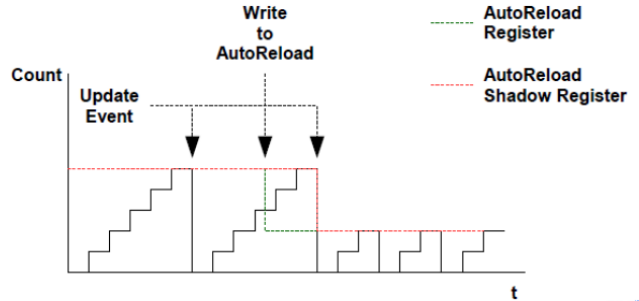 Write
to
AutoReload
AutoReload
Register
AutoReload
Shadow Register
Count
Update
Event
t